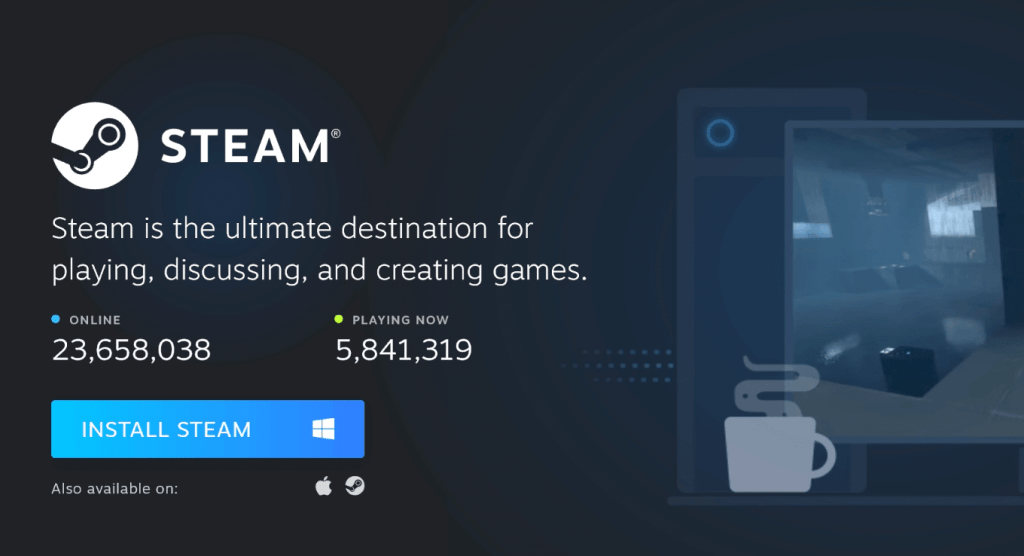 STEAM®
Steam is the ultimate destination for
playing, discussing, and creating games.
ONLINE
23,658,038
PLAYING NOW
5,841,319
INSTALL STEAM
Also available on: